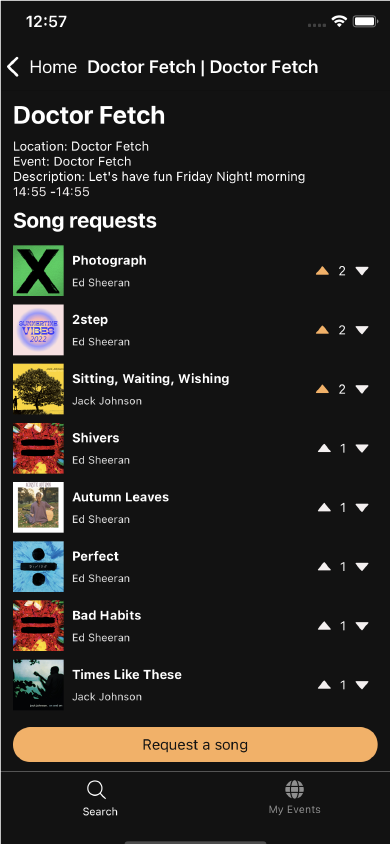 12:57
Home Doctor Fetch | Doctor Fetch
Doctor Fetch
Location: Doctor Fetch
Event: Doctor Fetch
Description: Let's have fun Friday Night! morning
14:55 -14:55
Song requests
Photograph
Ed Sheeran
2
SUMMERTIME
VIDEO
2022
2step
Ed Sheeran
2
Sitting, Waiting, Wishing
Jack Johnson
2
Shivers
Ed Sheeran
1
Autumn Leaves
Ed Sheeran
1
Perfect
Ed Sheeran
1
Bad Habits
Ed Sheeran
1
Times Like These
Jack Johnson
1
Request a song
Search
My Events